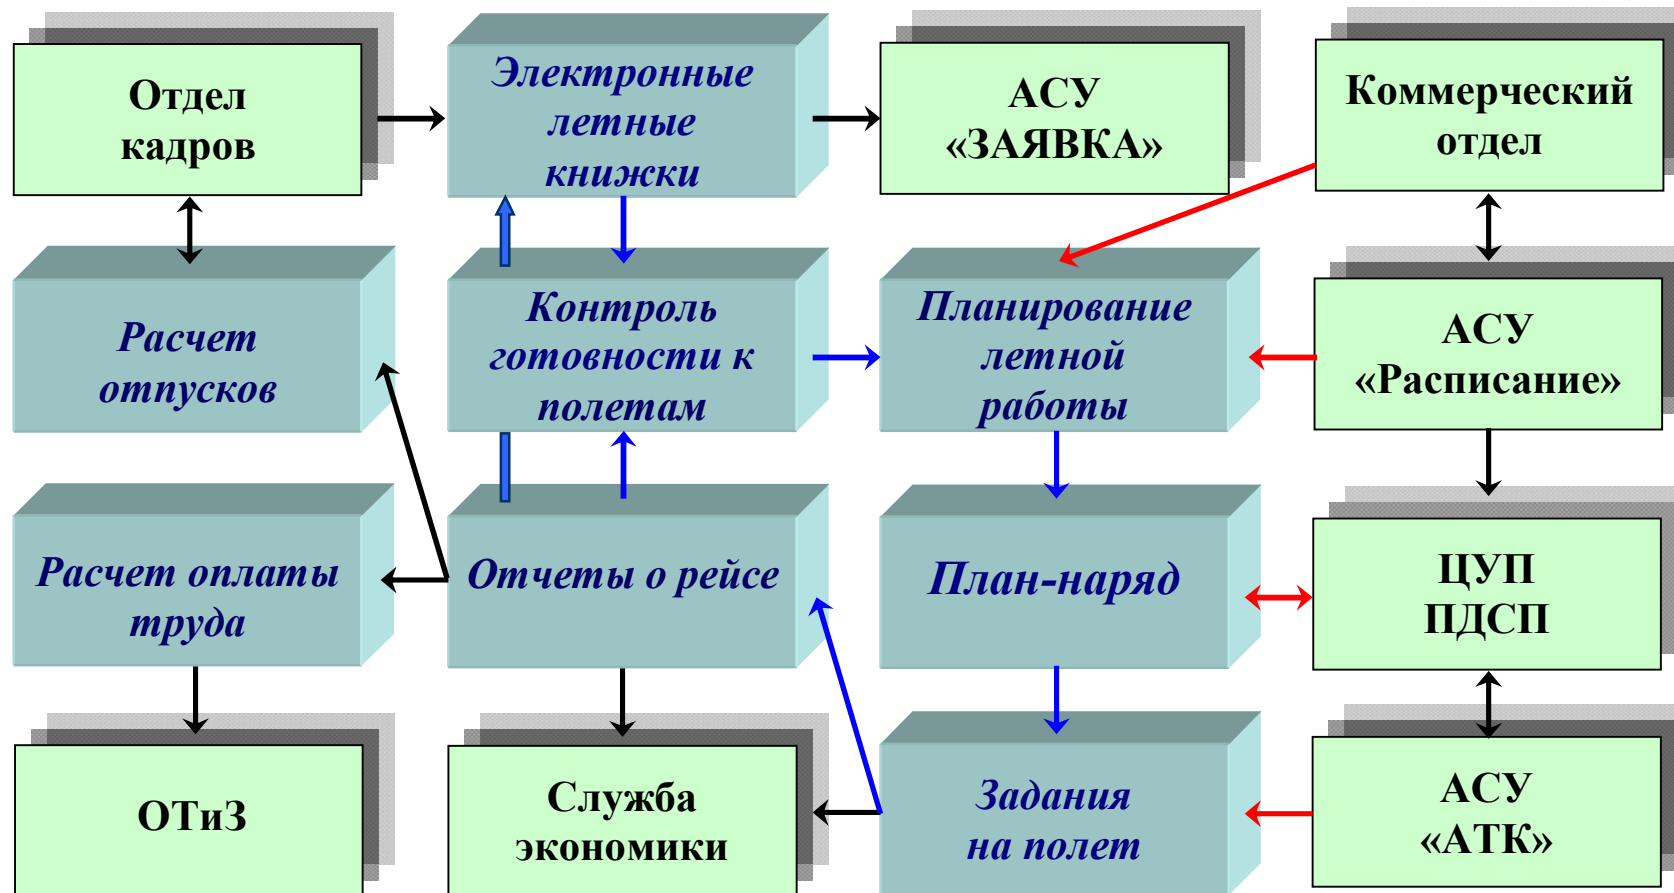 Отдел
кадров
Электронные
летные
книжки
АСУ
«ЗАЯВКА»
Коммерческий
отдел
Расчет
отпусков
Контроль
готовности к
полетам
Планирование
летной
работы
АСУ
«Расписание»
Расчет оплаты
труда
Отчеты о рейсе
План-наряд
ЦУП
ПДСП
ОТиЗ
Служба
экономики
Задания
на полет
АСУ
«АТК»